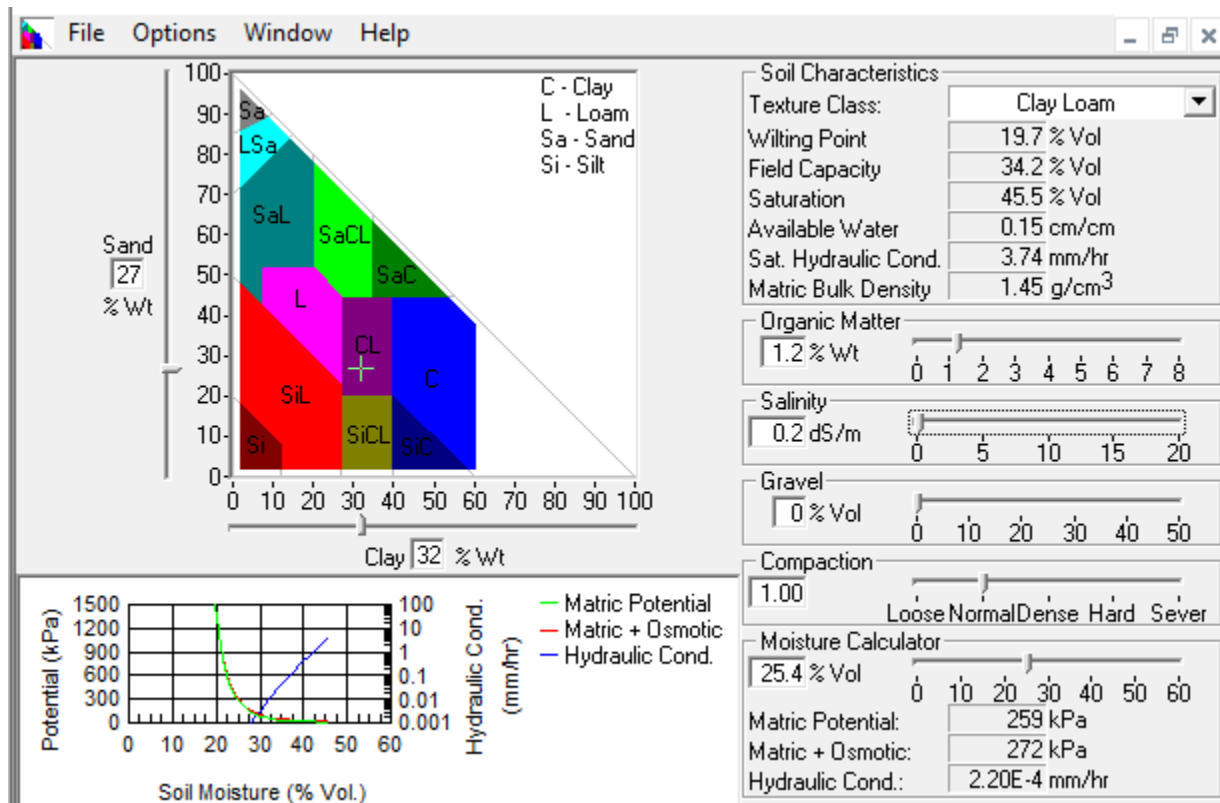 File Options Window Help
100
90
80
70
60
50
40
30
20
10
0
Sand
27
% Wt
C - Clay
L - Loam
Sa - Sand
Si - Silt
Sa
LSa
SaL
SaCL
SaC
L
CL
C
SiL
SiCL
SiC
Si
0 10 20 30 40 50 60 70 80 90 100
Clay 32 % Wt
Potential (kPa)
1500
1200
900
600
300
0
100
10
1
0.1
0.01
0.001
Hydraulic Cond.
(mm/hr)
0 10 20 30 40 50 60
Soil Moisture (% Vol.)
Matric Potential
Matric + Osmotic
Hydraulic Cond.
Soil Characteristics
Texture Class: Clay Loam
Wilting Point 19.7 % Vol
Field Capacity 34.2 % Vol
Saturation 45.5 % Vol
Available Water 0.15 cm/cm
Sat. Hydraulic Cond. 3.74 mm/hr
Matric Bulk Density 1.45 g/cm3
Organic Matter
1.2 % Wt
0 1 2 3 4 5 6 7 8
Salinity
0.2 dS/m
0 5 10 15 20
Gravel
0 % Vol
0 10 20 30 40 50
Compaction
1.00
Loose Normal Dense Hard Sever
Moisture Calculator
25.4 % Vol
0 10 20 30 40 50 60
Matric Potential: 259 kPa
Matric + Osmotic: 272 kPa
Hydraulic Cond.: 2.20E-4 mm/hr